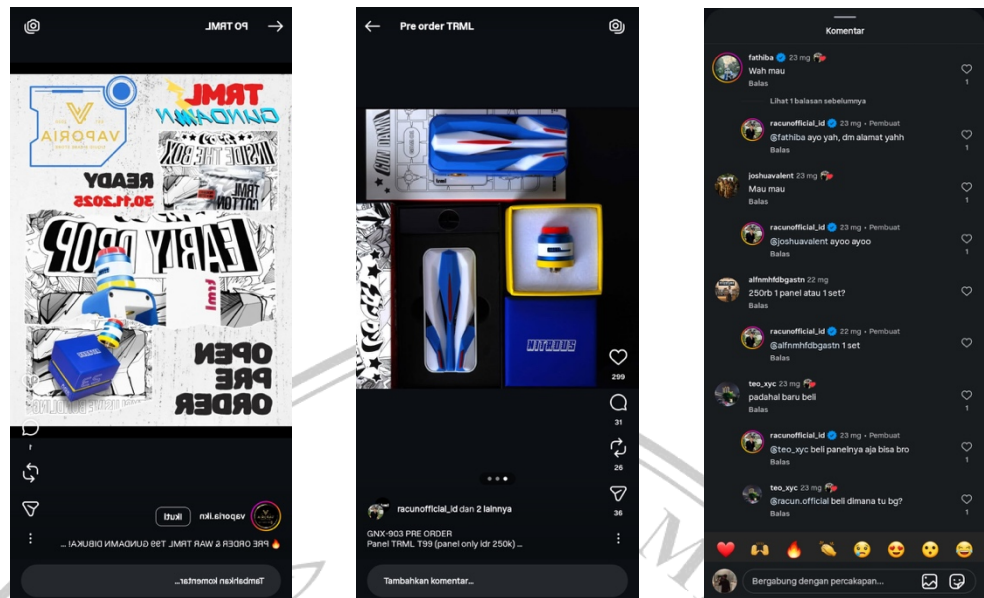 PO TRML
TRML
GUNDAMN
VAPORIA
INSIDE THE BOX
TRML
COTTON
READY
30.11.2025
EARLY DROP
trml
OPEN
PRE
ORDER
1
vaporia.ikn
Ikuti
🔥 PRE ORDER & WAR TRML T99 GUNDAMN DIBUKA! ...
Tambahkan komentar...
Pre order TRML
trml
NITROUS
299
31
26
36
racunofficial_id dan 2 lainnya
GNX-903 PRE ORDER
Panel TRML T99 (panel only idr 250k) ...
Tambahkan komentar...
Komentar
fathiba 23 mg
Wah mau
Balas
Lihat 1 balasan sebelumnya
racunofficial_id 23 mg • Pembuat
@fathiba ayo yah, dm alamat yahh
Balas
1
joshuavalent 23 mg
Mau mau
Balas
racunofficial_id 23 mg • Pembuat
@joshuavalent ayoo ayoo
Balas
1
alfnmhfdbgastn 22 mg
250rb 1 panel atau 1 set?
Balas
racunofficial_id 22 mg • Pembuat
@alfnmhfdbgastn 1 set
Balas
teo_xyc 23 mg
padahal baru beli
Balas
1
racunofficial_id 23 mg • Pembuat
@teo_xyc beli panelnya aja bisa bro
Balas
1
teo_xyc 23 mg
@racun.official beli dimana tu bg?
Balas
1
Bergabung dengan percakapan...